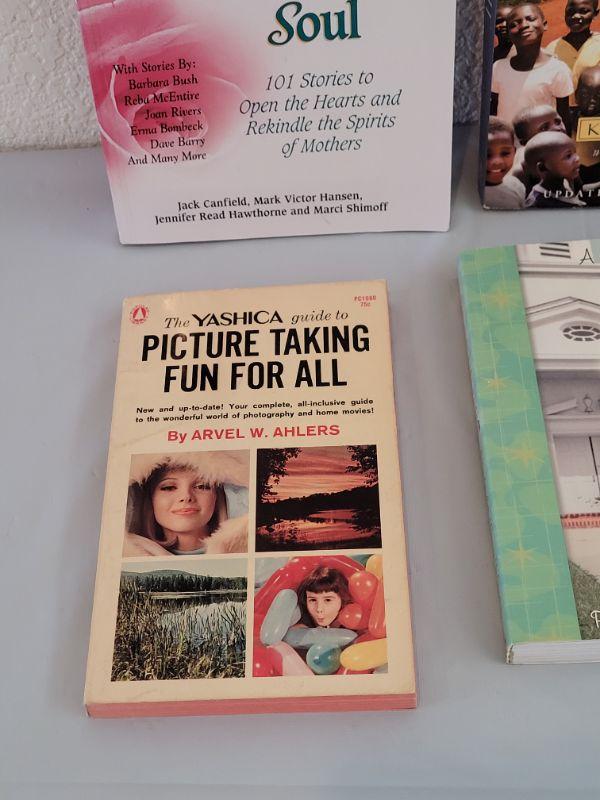 Soul
With Stories By:
Barbara Bush
Reba McEntire
Joan Rivers
Erma Bombeck
Dave Barry
And Many More
101 Stories to
Open the Hearts and
Rekindle the Spirits
of Mothers
Jack Canfield, Mark Victor Hansen,
Jennifer Read Hawthorne and Marci Shimoff
K
UPDATE
A
PC1060
75c
The YASHICA guide to
PICTURE TAKING
FUN FOR ALL
New and up-to-date! Your complete, all-inclusive guide
to the wonderful world of photography and home movies!
By ARVEL W. AHLERS